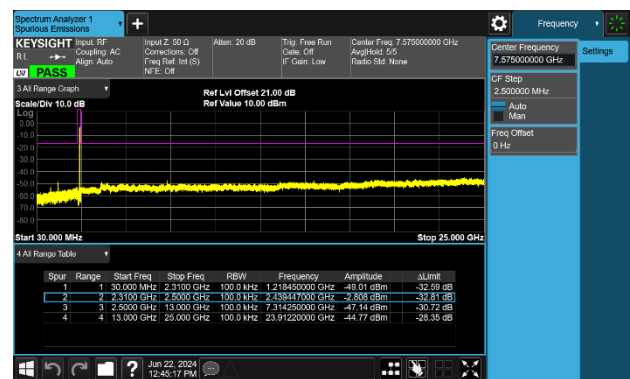 Spectrum Analyzer 1
Spurious Emissions
Frequency
KEYSIGHT
Input: RF
Input Z: 50 Ω
Atten: 20 dB
Trig: Free Run
Center Freq: 7.575000000 GHz
RL
Coupling: AC
Corrections: Off
Gate: Off
Avg|Hold: 5/5
Align: Auto
Freq Ref: Int (S)
IF Gain: Low
Radio Std: None
LXI
PASS
NFE: Off
Center Frequency
7.575000000 GHz
Settings
CF Step
2.500000 MHz
Auto
Man
Freq Offset
0 Hz
3 All Range Graph
Ref Lvl Offset 21.00 dB
Scale/Div 10.0 dB
Ref Value 10.00 dBm
Log
0.00
-10.0
-20.0
-30.0
-40.0
-50.0
-60.0
-70.0
-80.0
Start 30.000 MHz
Stop 25.000 GHz
4 All Range Table
Spur Range Start Freq Stop Freq RBW Frequency Amplitude ΔLimit
1 1 30.000 MHz 2.3100 GHz 100.0 kHz 1.218450000 GHz -49.01 dBm -32.59 dB
2 2 2.3100 GHz 2.5000 GHz 100.0 kHz 2.439447000 GHz -2.808 dBm -32.81 dB
3 3 2.5000 GHz 13.000 GHz 100.0 kHz 7.314250000 GHz -47.14 dBm -30.72 dB
4 4 13.000 GHz 25.000 GHz 100.0 kHz 23.91220000 GHz -44.77 dBm -28.35 dB
Jun 22, 2024
12:45:17 PM